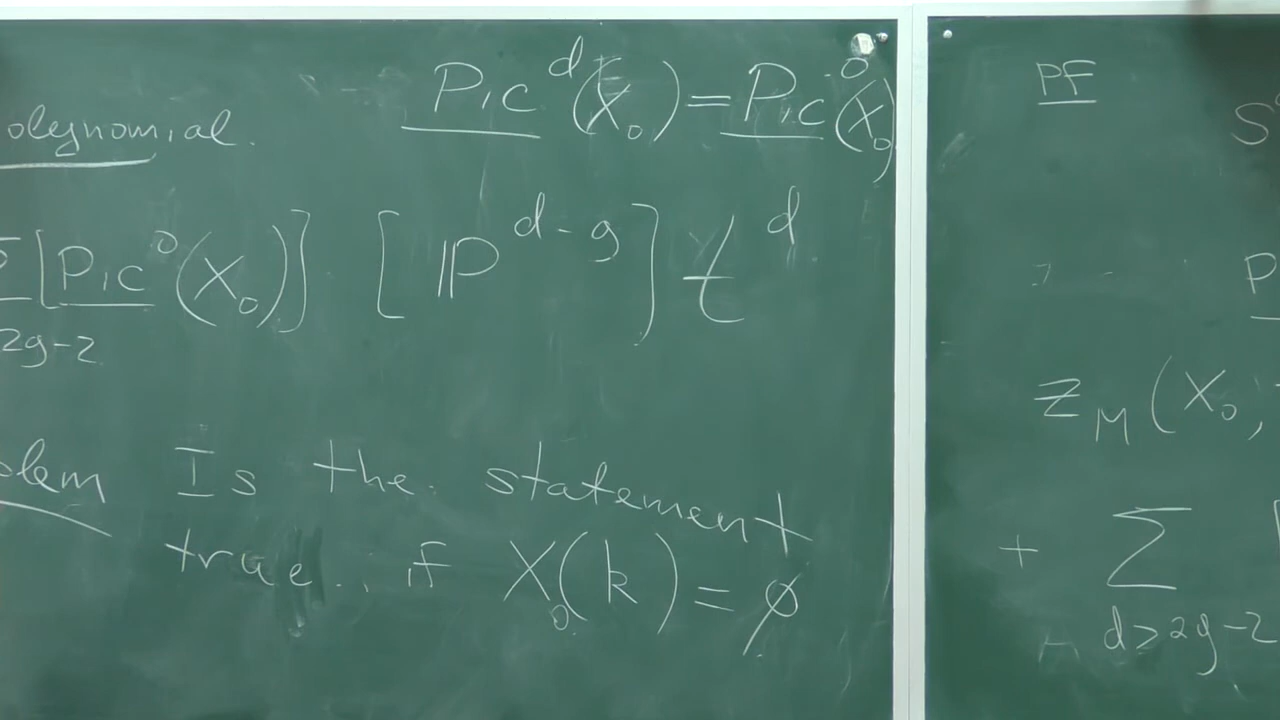 Pic^d(X_0) = Pic^0(X_0)
olynomial.
[Pic^0(X_0)] [ℙ^{d-g}] t^d
2g-2
blem Is the statement
true if X_0(k) = ∅
PF
S
P
Z_M(X_0,
+ Σ
d>2g-2